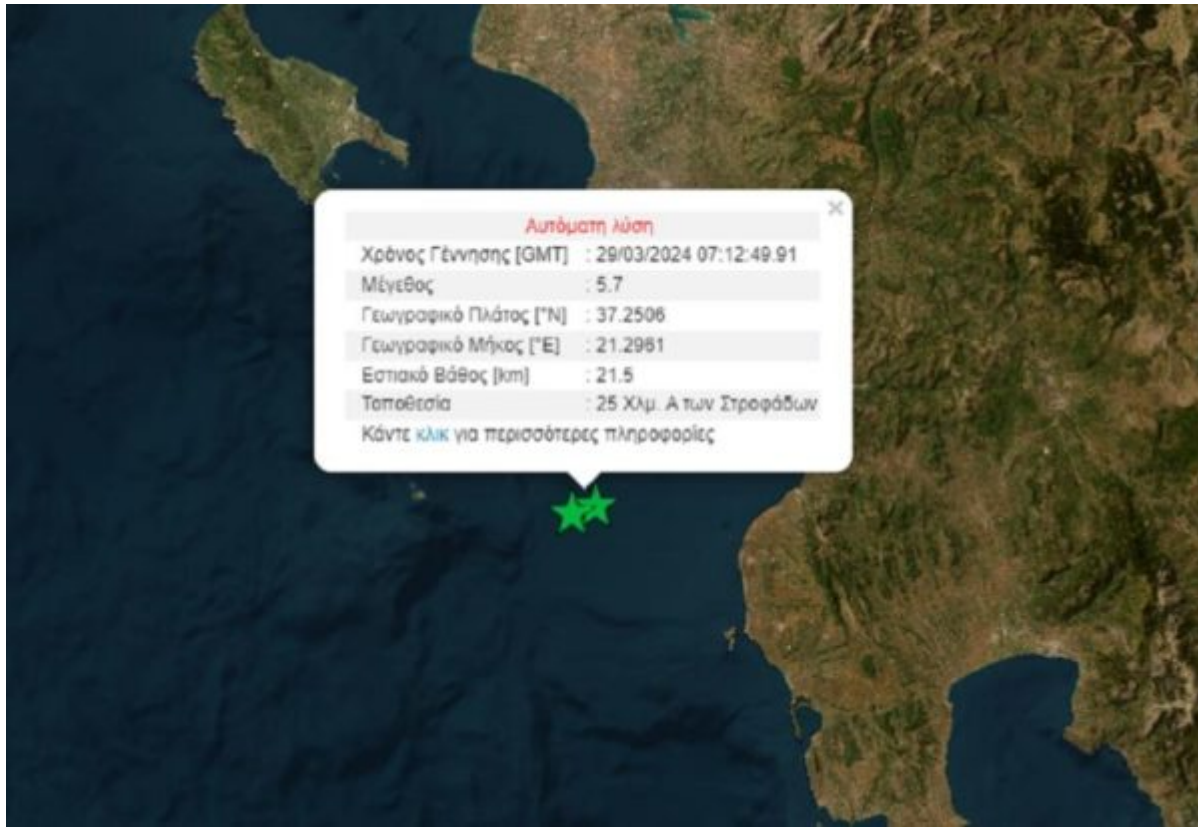 Αυτόματη λύση
Χρόνος Γέννησης [GMT] : 29/03/2024 07:12:49.91
Μέγεθος : 5.7
Γεωγραφικό Πλάτος [°N] : 37.2506
Γεωγραφικό Μήκος [°E] : 21.2961
Εστιακό Βάθος [km] : 21.5
Τοποθεσία : 25 Χλμ. Α των Στροφάδων
Κάντε κλικ για περισσότερες πληροφορίες